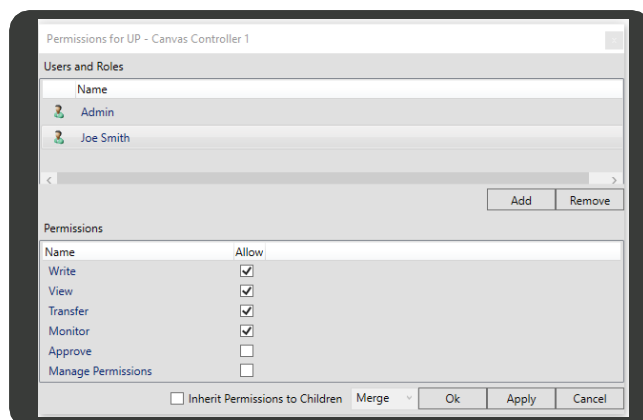 Permissions for UP - Canvas Controller 1
Users and Roles
Name
Admin
Joe Smith
Add Remove
Permissions
Name Allow
Write
View
Transfer
Monitor
Approve
Manage Permissions
Inherit Permissions to Children Merge Ok Apply Cancel